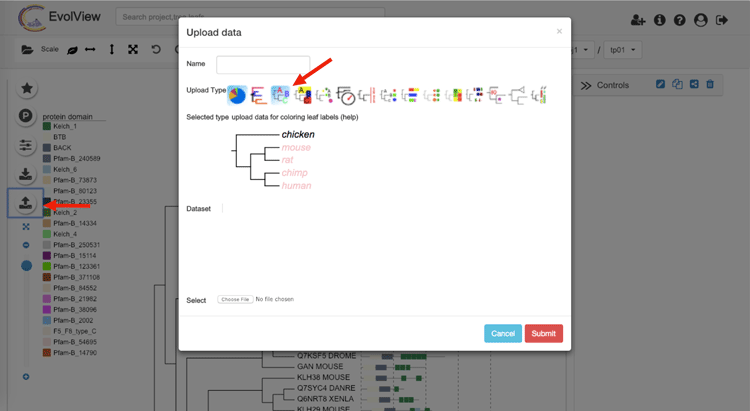 EvolView
Search project,tree,leafs
Scale
1 / tp01
Controls
protein domain
Kelch_1
BTB
BACK
Pfam-B_240589
Kelch_6
Pfam-B_73873
Pfam-B_80123
Pfam-B_23355
Kelch_2
Pfam-B_14334
Kelch_4
Pfam-B_250531
Pfam-B_15114
Pfam-B_123361
Pfam-B_371108
Pfam-B_84552
Pfam-B_21982
Pfam-B_38096
Pfam-B_2002
F5_F8_type_C
Pfam-B_54695
Pfam-B_14790
Upload data
×
Name
Upload Type
Selected type upload data for coloring leaf labels (help)
chicken
mouse
rat
chimp
human
Dataset
Select Choose File No file chosen
Cancel Submit
Q7KSF5 DROME
GAN MOUSE
KLH38 MOUSE
Q7SYC4 DANRE
Q6NRT8 XENLA
KLH29 MOUSE